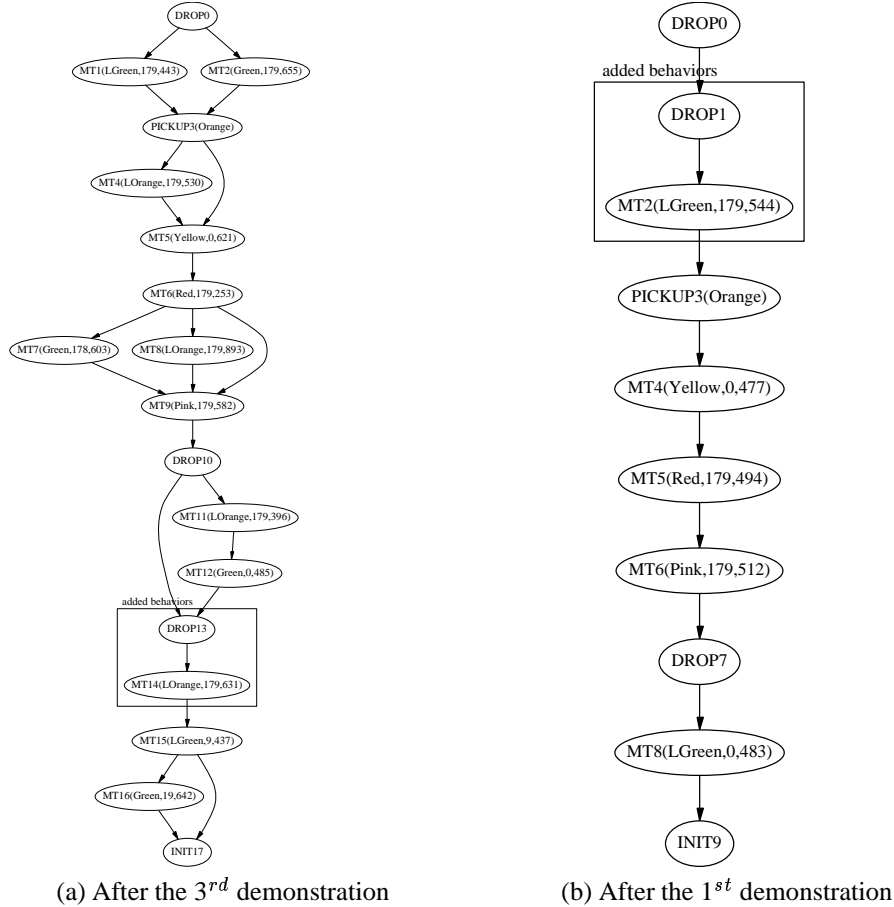 DROP0
MT1(LGreen,179,443)
MT2(Green,179,655)
PICKUP3(Orange)
MT4(LOrange,179,530)
MT5(Yellow,0,621)
MT6(Red,179,253)
MT7(Green,178,603)
MT8(LOrange,179,893)
MT9(Pink,179,582)
DROP10
MT11(LOrange,179,396)
MT12(Green,0,485)
added behaviors
DROP13
MT14(LOrange,179,631)
MT15(LGreen,9,437)
MT16(Green,19,642)
INIT17
(a) After the 3rd demonstration
DROP0
added behaviors
DROP1
MT2(LGreen,179,544)
PICKUP3(Orange)
MT4(Yellow,0,477)
MT5(Red,179,494)
MT6(Pink,179,512)
DROP7
MT8(LGreen,0,483)
INIT9
(b) After the 1st demonstration